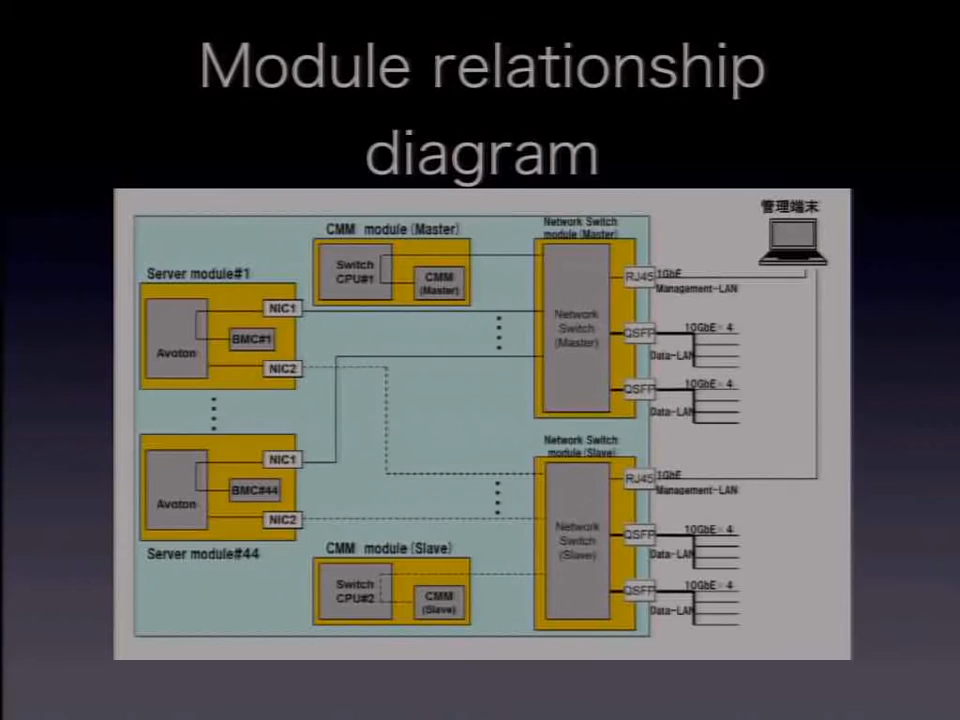 Module relationship
diagram
管理端末
CMM module (Master)
Network Switch
module (Master)
Switch
CPU#1
CMM
(Master)
Server module#1
NIC1
Avoton
BMC#1
NIC2
Network
Switch
(Master)
RJ45
1GbE
Management-LAN
QSFP
10GbE×4
Data-LAN
QSFP
10GbE×4
Data-LAN
NIC1
Avoton
BMC#44
NIC2
Server module#44
Network Switch
module (Slave)
Network
Switch
(Slave)
RJ45
1GbE
Management-LAN
QSFP
10GbE×4
Data-LAN
QSFP
10GbE×4
Data-LAN
CMM module (Slave)
Switch
CPU#2
CMM
(Slave)